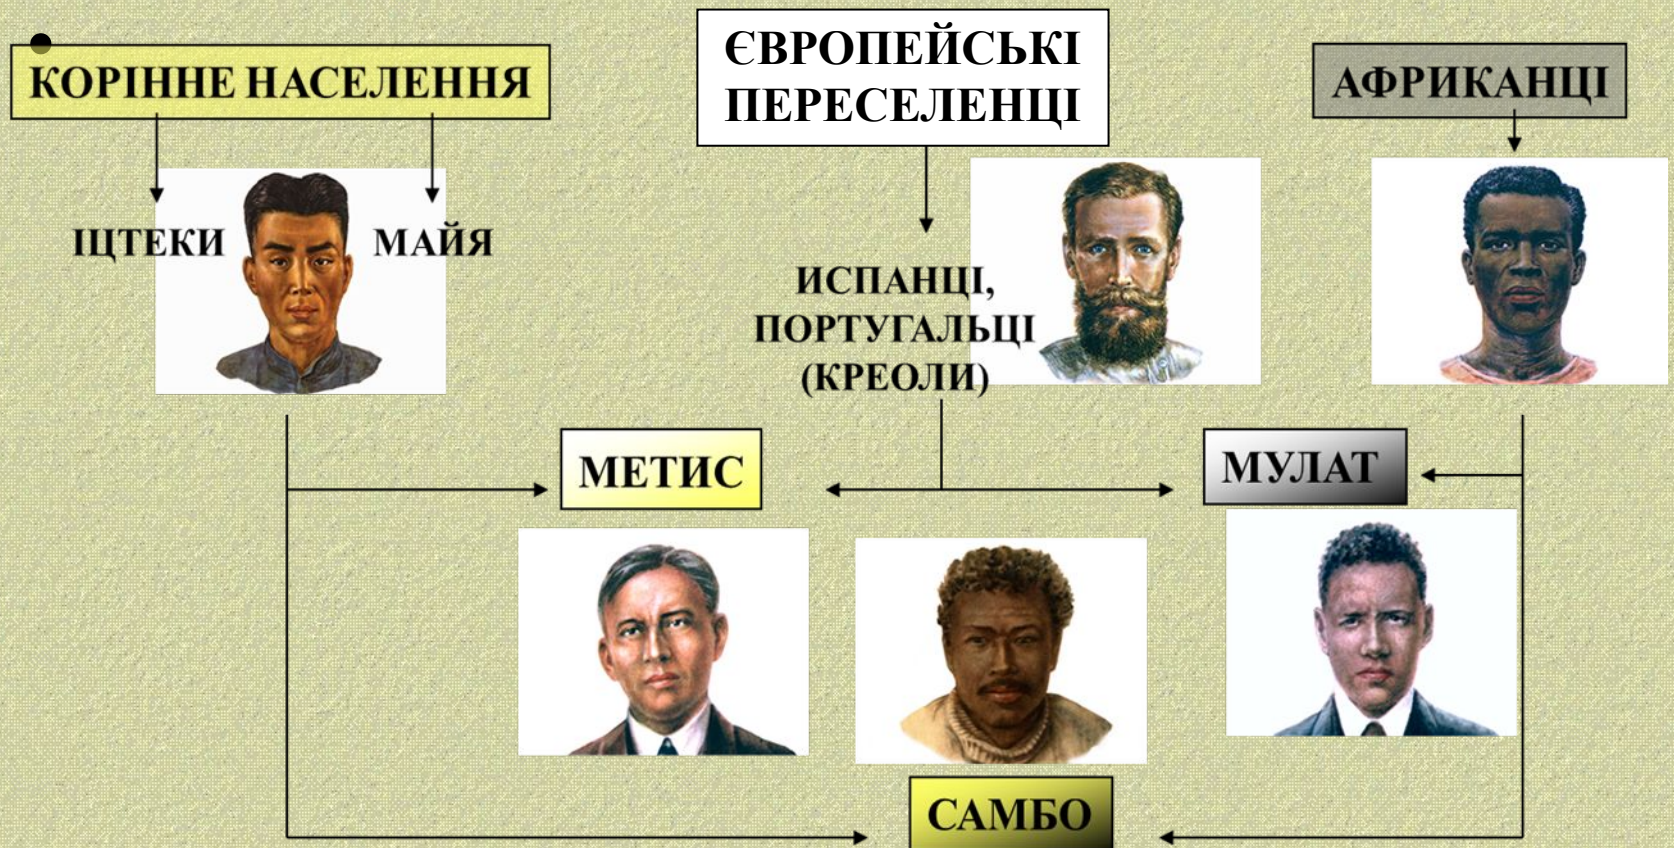 КОРІННЕ НАСЕЛЕННЯ
ЄВРОПЕЙСЬКІ
ПЕРЕСЕЛЕНЦІ
АФРИКАНЦІ
ІЦТЕКИ
МАЙЯ
ИСПАНЦІ,
ПОРТУГАЛЬЦІ
(КРЕОЛИ)
МЕТИС
МУЛАТ
САМБО